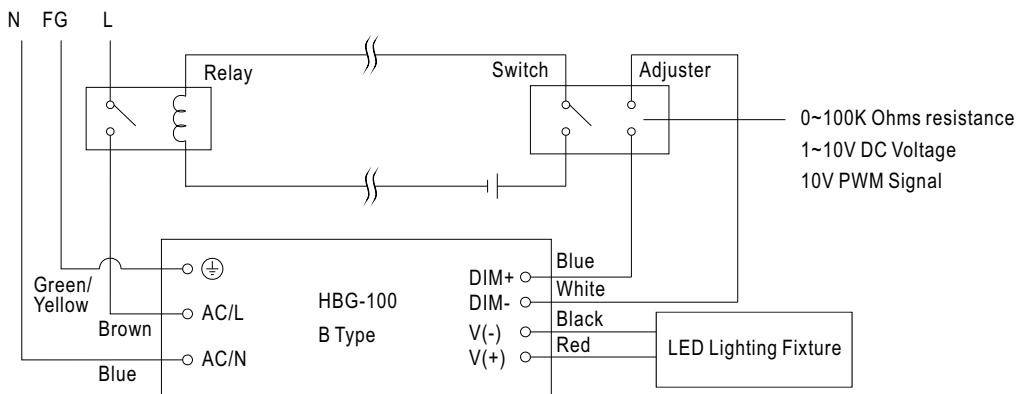 N FG L
Relay
Switch
Adjuster
0~100K Ohms resistance
1~10V DC Voltage
10V PWM Signal
Green/
Yellow
Brown
Blue
AC/L
AC/N
HBG-100
B Type
DIM+
DIM-
V(-)
V(+)
Blue
White
Black
Red
LED Lighting Fixture